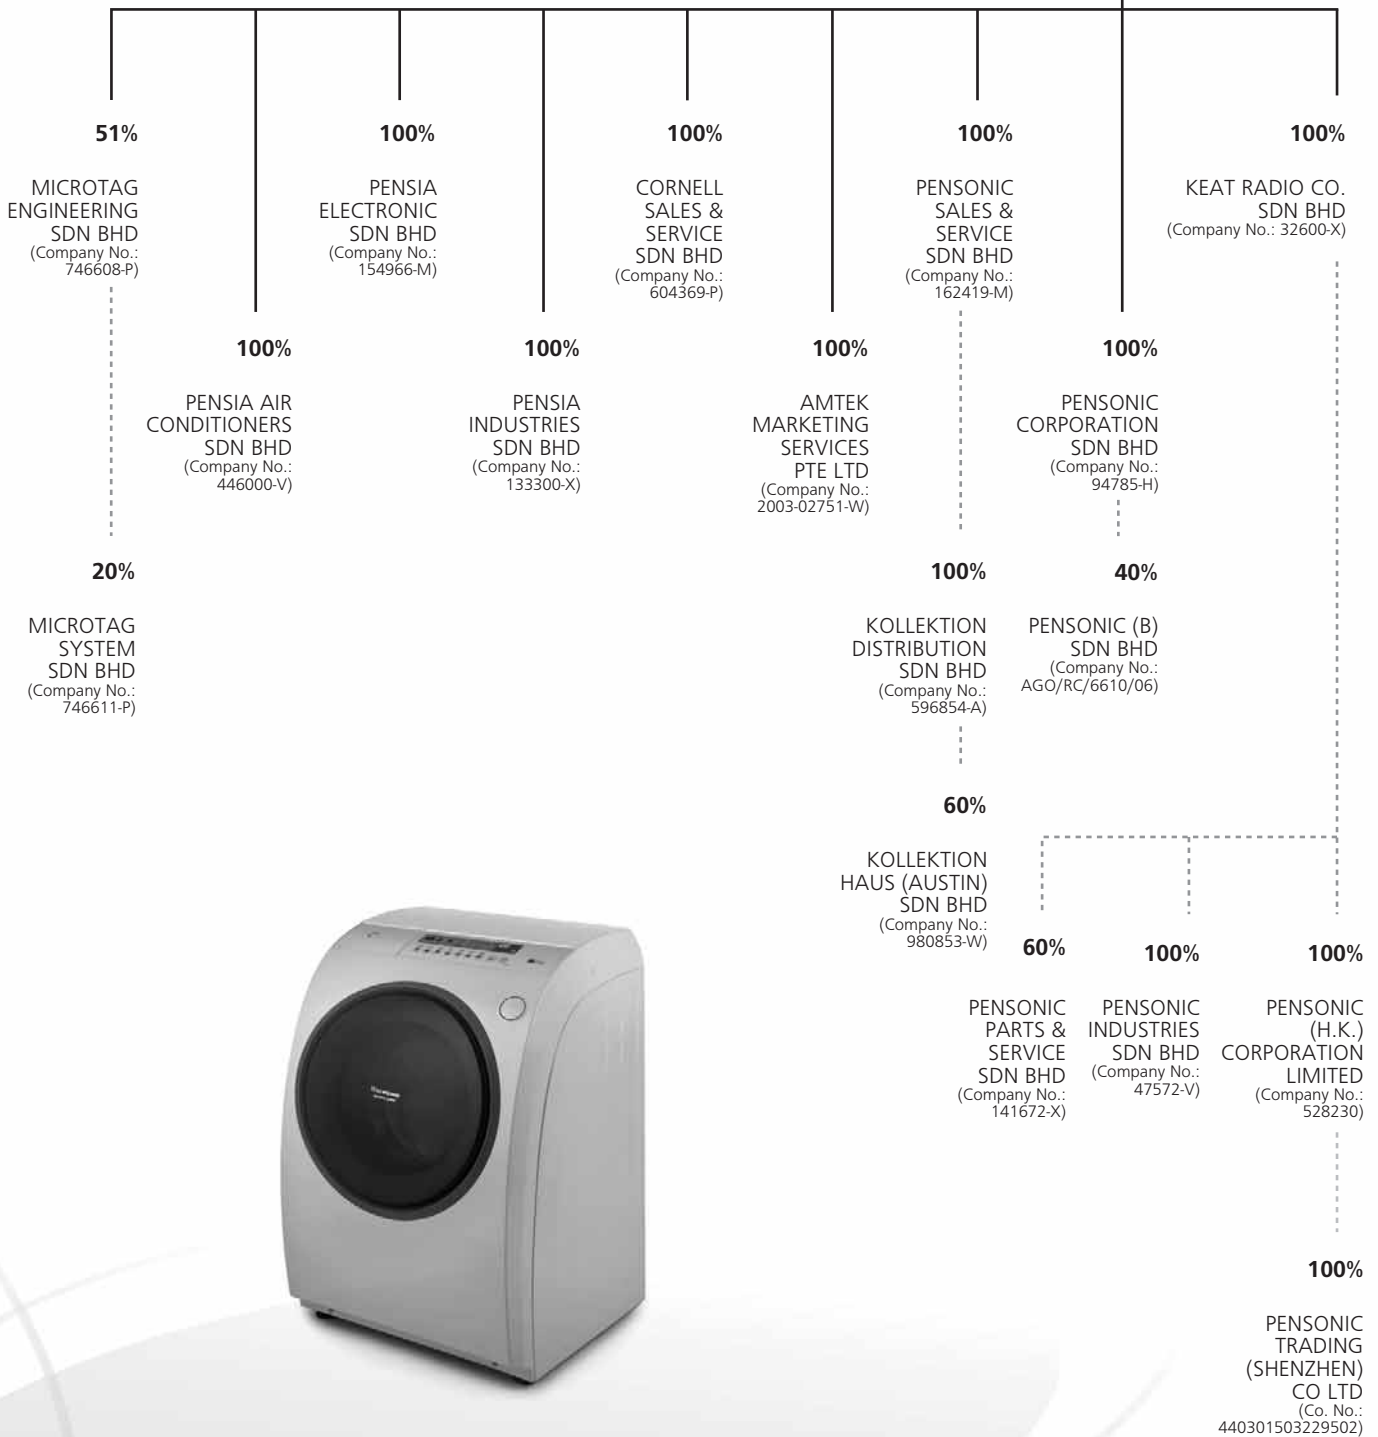 51%
MICROTAG
ENGINEERING
SDN BHD
(Company No.:
746608-P)
100%
PENSIA
ELECTRONIC
SDN BHD
(Company No.:
154966-M)
100%
CORNELL
SALES &
SERVICE
SDN BHD
(Company No.:
604369-P)
100%
PENSONIC
SALES &
SERVICE
SDN BHD
(Company No.:
162419-M)
100%
KEAT RADIO CO.
SDN BHD
(Company No.: 32600-X)
100%
PENSIA AIR
CONDITIONERS
SDN BHD
(Company No.:
446000-V)
100%
PENSIA
INDUSTRIES
SDN BHD
(Company No.:
133300-X)
100%
AMTEK
MARKETING
SERVICES
PTE LTD
(Company No.:
2003-02751-W)
100%
PENSONIC
CORPORATION
SDN BHD
(Company No.:
94785-H)
20%
MICROTAG
SYSTEM
SDN BHD
(Company No.:
746611-P)
100%
KOLLEKTION
DISTRIBUTION
SDN BHD
(Company No.:
596854-A)
40%
PENSONIC (B)
SDN BHD
(Company No.:
AGO/RC/6610/06)
60%
KOLLEKTION
HAUS (AUSTIN)
SDN BHD
(Company No.:
980853-W)
60%
PENSONIC
PARTS &
SERVICE
SDN BHD
(Company No.:
141672-X)
100%
PENSONIC
INDUSTRIES
SDN BHD
(Company No.:
47572-V)
100%
PENSONIC
(H.K.)
CORPORATION
LIMITED
(Company No.:
528230)
100%
PENSONIC
TRADING
(SHENZHEN)
CO LTD
(Co. No.:
440301503229502)